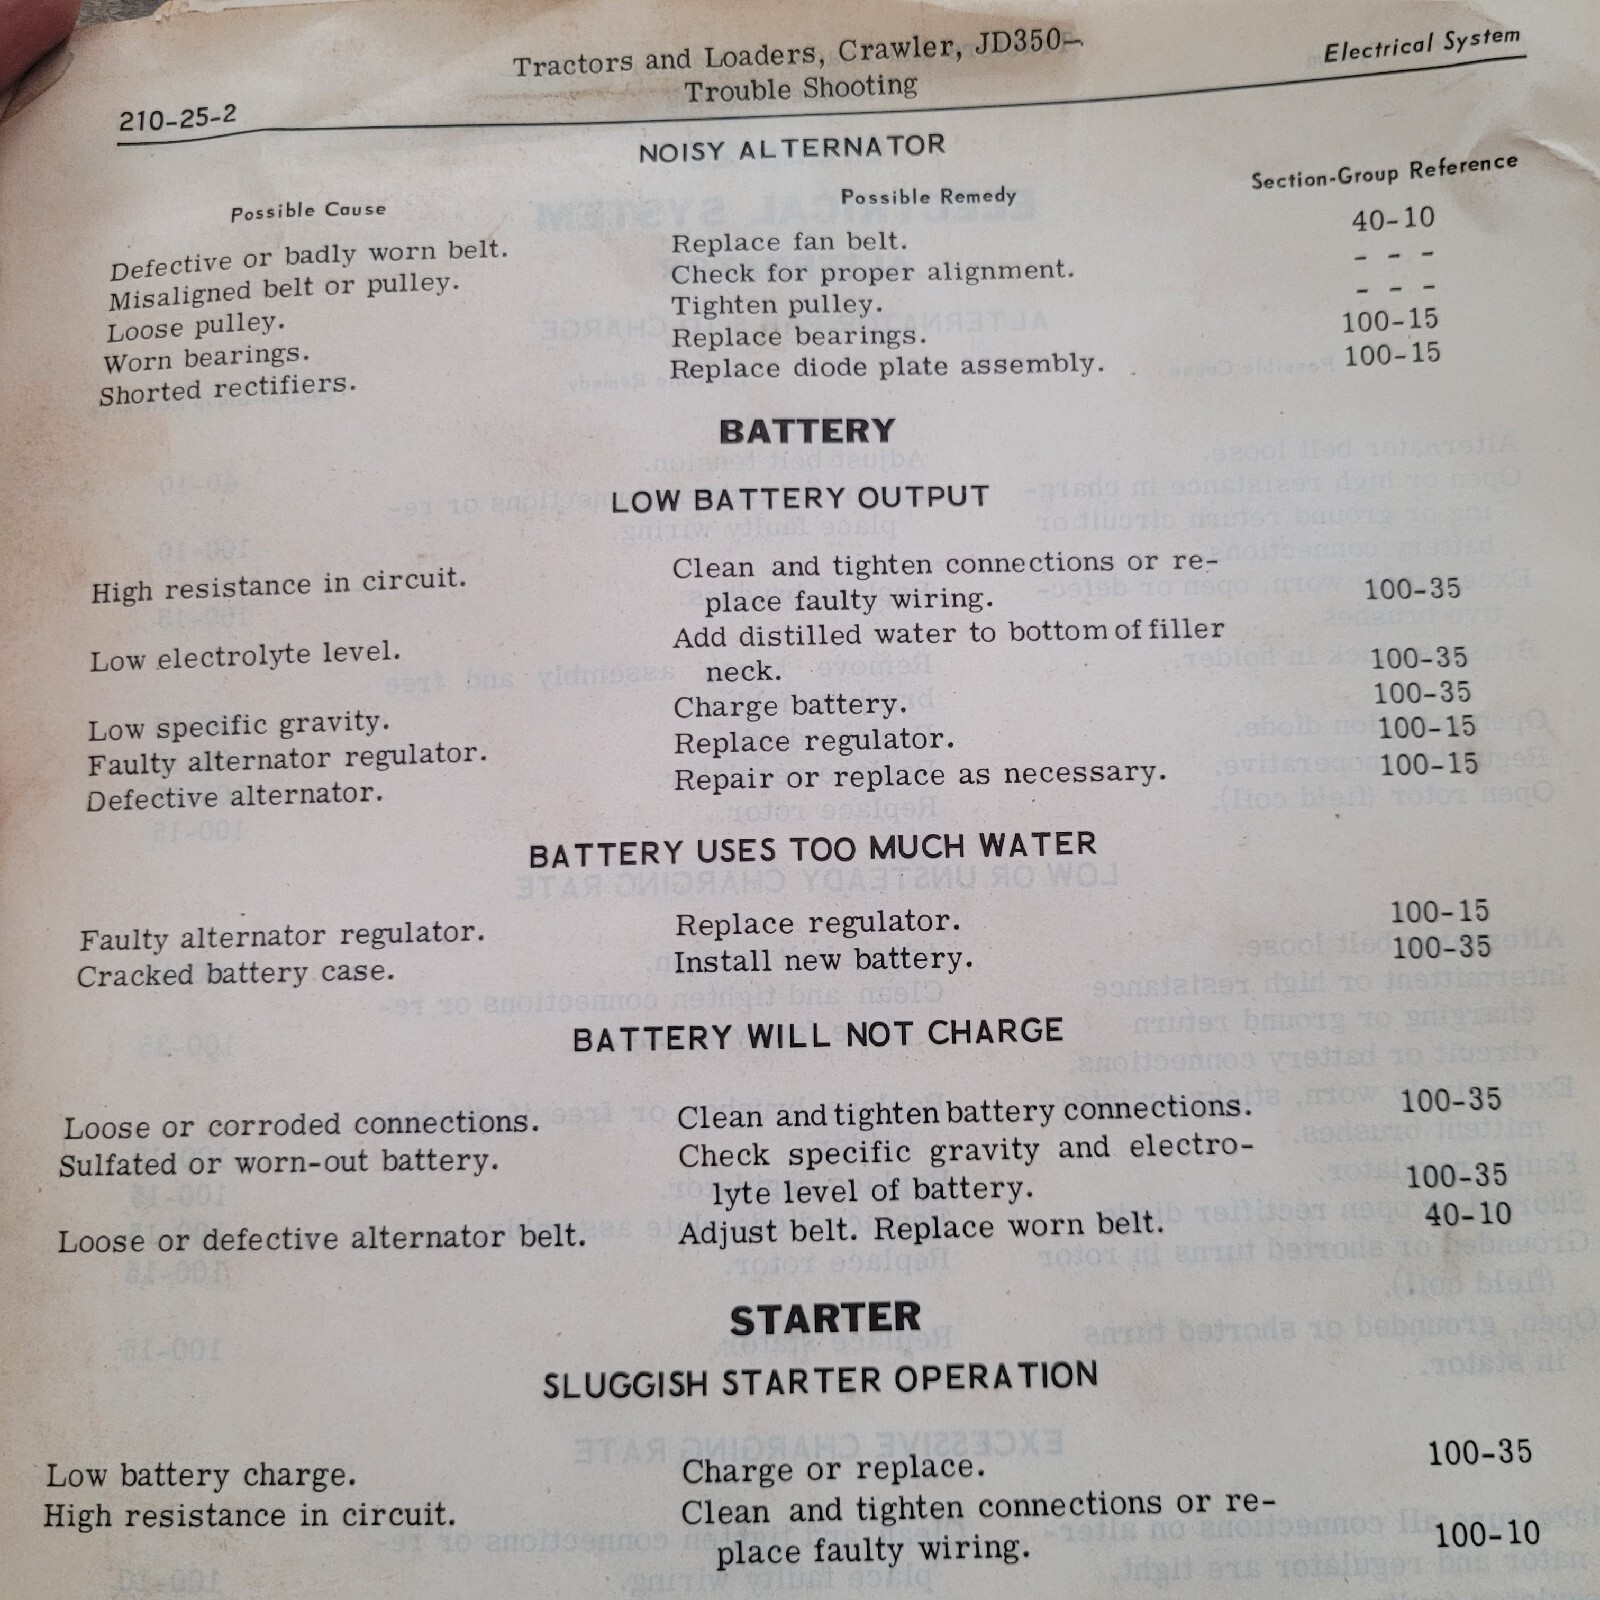 Tractors and Loaders, Crawler, JD350-
Electrical System
Trouble Shooting
210-25-2
NOISY ALTERNATOR
Possible Cause Possible Remedy Section-Group Reference
Defective or badly worn belt. Replace fan belt. 40-10
Misaligned belt or pulley. Check for proper alignment. - - -
Loose pulley. Tighten pulley. - - -
Worn bearings. Replace bearings. 100-15
Shorted rectifiers. Replace diode plate assembly. 100-15
BATTERY
LOW BATTERY OUTPUT
High resistance in circuit. Clean and tighten connections or re-
place faulty wiring. 100-35
Low electrolyte level. Add distilled water to bottom of filler
neck. 100-35
Low specific gravity. Charge battery. 100-35
Faulty alternator regulator. Replace regulator. 100-15
Defective alternator. Repair or replace as necessary. 100-15
BATTERY USES TOO MUCH WATER
Faulty alternator regulator. Replace regulator. 100-15
Cracked battery case. Install new battery. 100-35
BATTERY WILL NOT CHARGE
Loose or corroded connections. Clean and tighten battery connections. 100-35
Sulfated or worn-out battery. Check specific gravity and electro-
lyte level of battery. 100-35
Loose or defective alternator belt. Adjust belt. Replace worn belt. 40-10
STARTER
SLUGGISH STARTER OPERATION
Low battery charge. Charge or replace. 100-35
High resistance in circuit. Clean and tighten connections or re-
place faulty wiring. 100-10